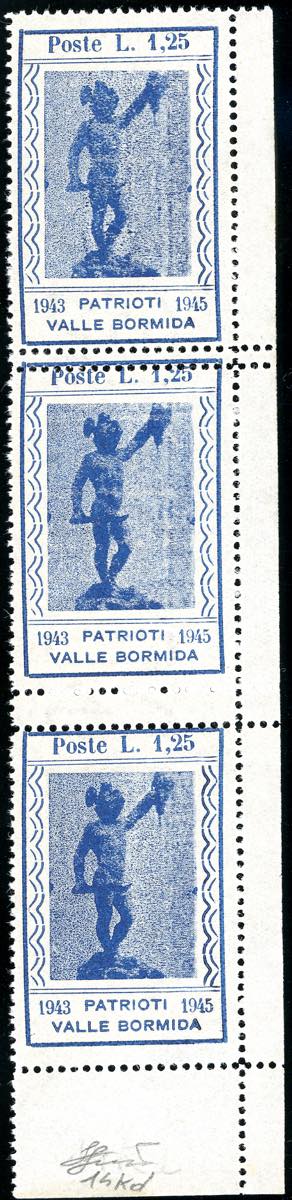 Poste L. 1,25
1943 PATRIOTI 1945
VALLE BORMIDA
Poste L. 1,25
1943 PATRIOTI 1945
VALLE BORMIDA
Poste L. 1,25
1943 PATRIOTI 1945
VALLE BORMIDA
14Kd